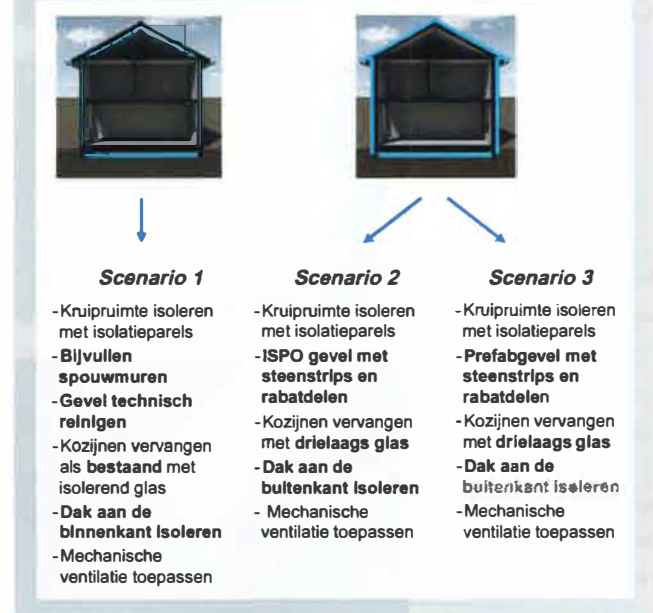 Scenario 1
-Kruipruimte isoleren
met isolatieparels
-Bijvullen
spouwmuren
-Gevel technisch
reinigen
-Kozijnen vervangen
als bestaand met
isolerend glas
-Dak aan de
binnenkant isoleren
-Mechanische
ventilatie toepassen
Scenario 2
-Kruipruimte isoleren
met isolatieparels
-ISPO gevel met
steenstrips en
rabatdelen
-Kozijnen vervangen
met drielaags glas
-Dak aan de
buitenkant isoleren
- Mechanische
ventilatie toepassen
Scenario 3
-Kruipruimte isoleren
met isolatieparels
-Prefabgevel met
steenstrips en
rabatdelen
-Kozijnen vervangen
met drielaags glas
-Dak aan de
buitenkant isoleren
-Mechanische
ventilatie toepassen